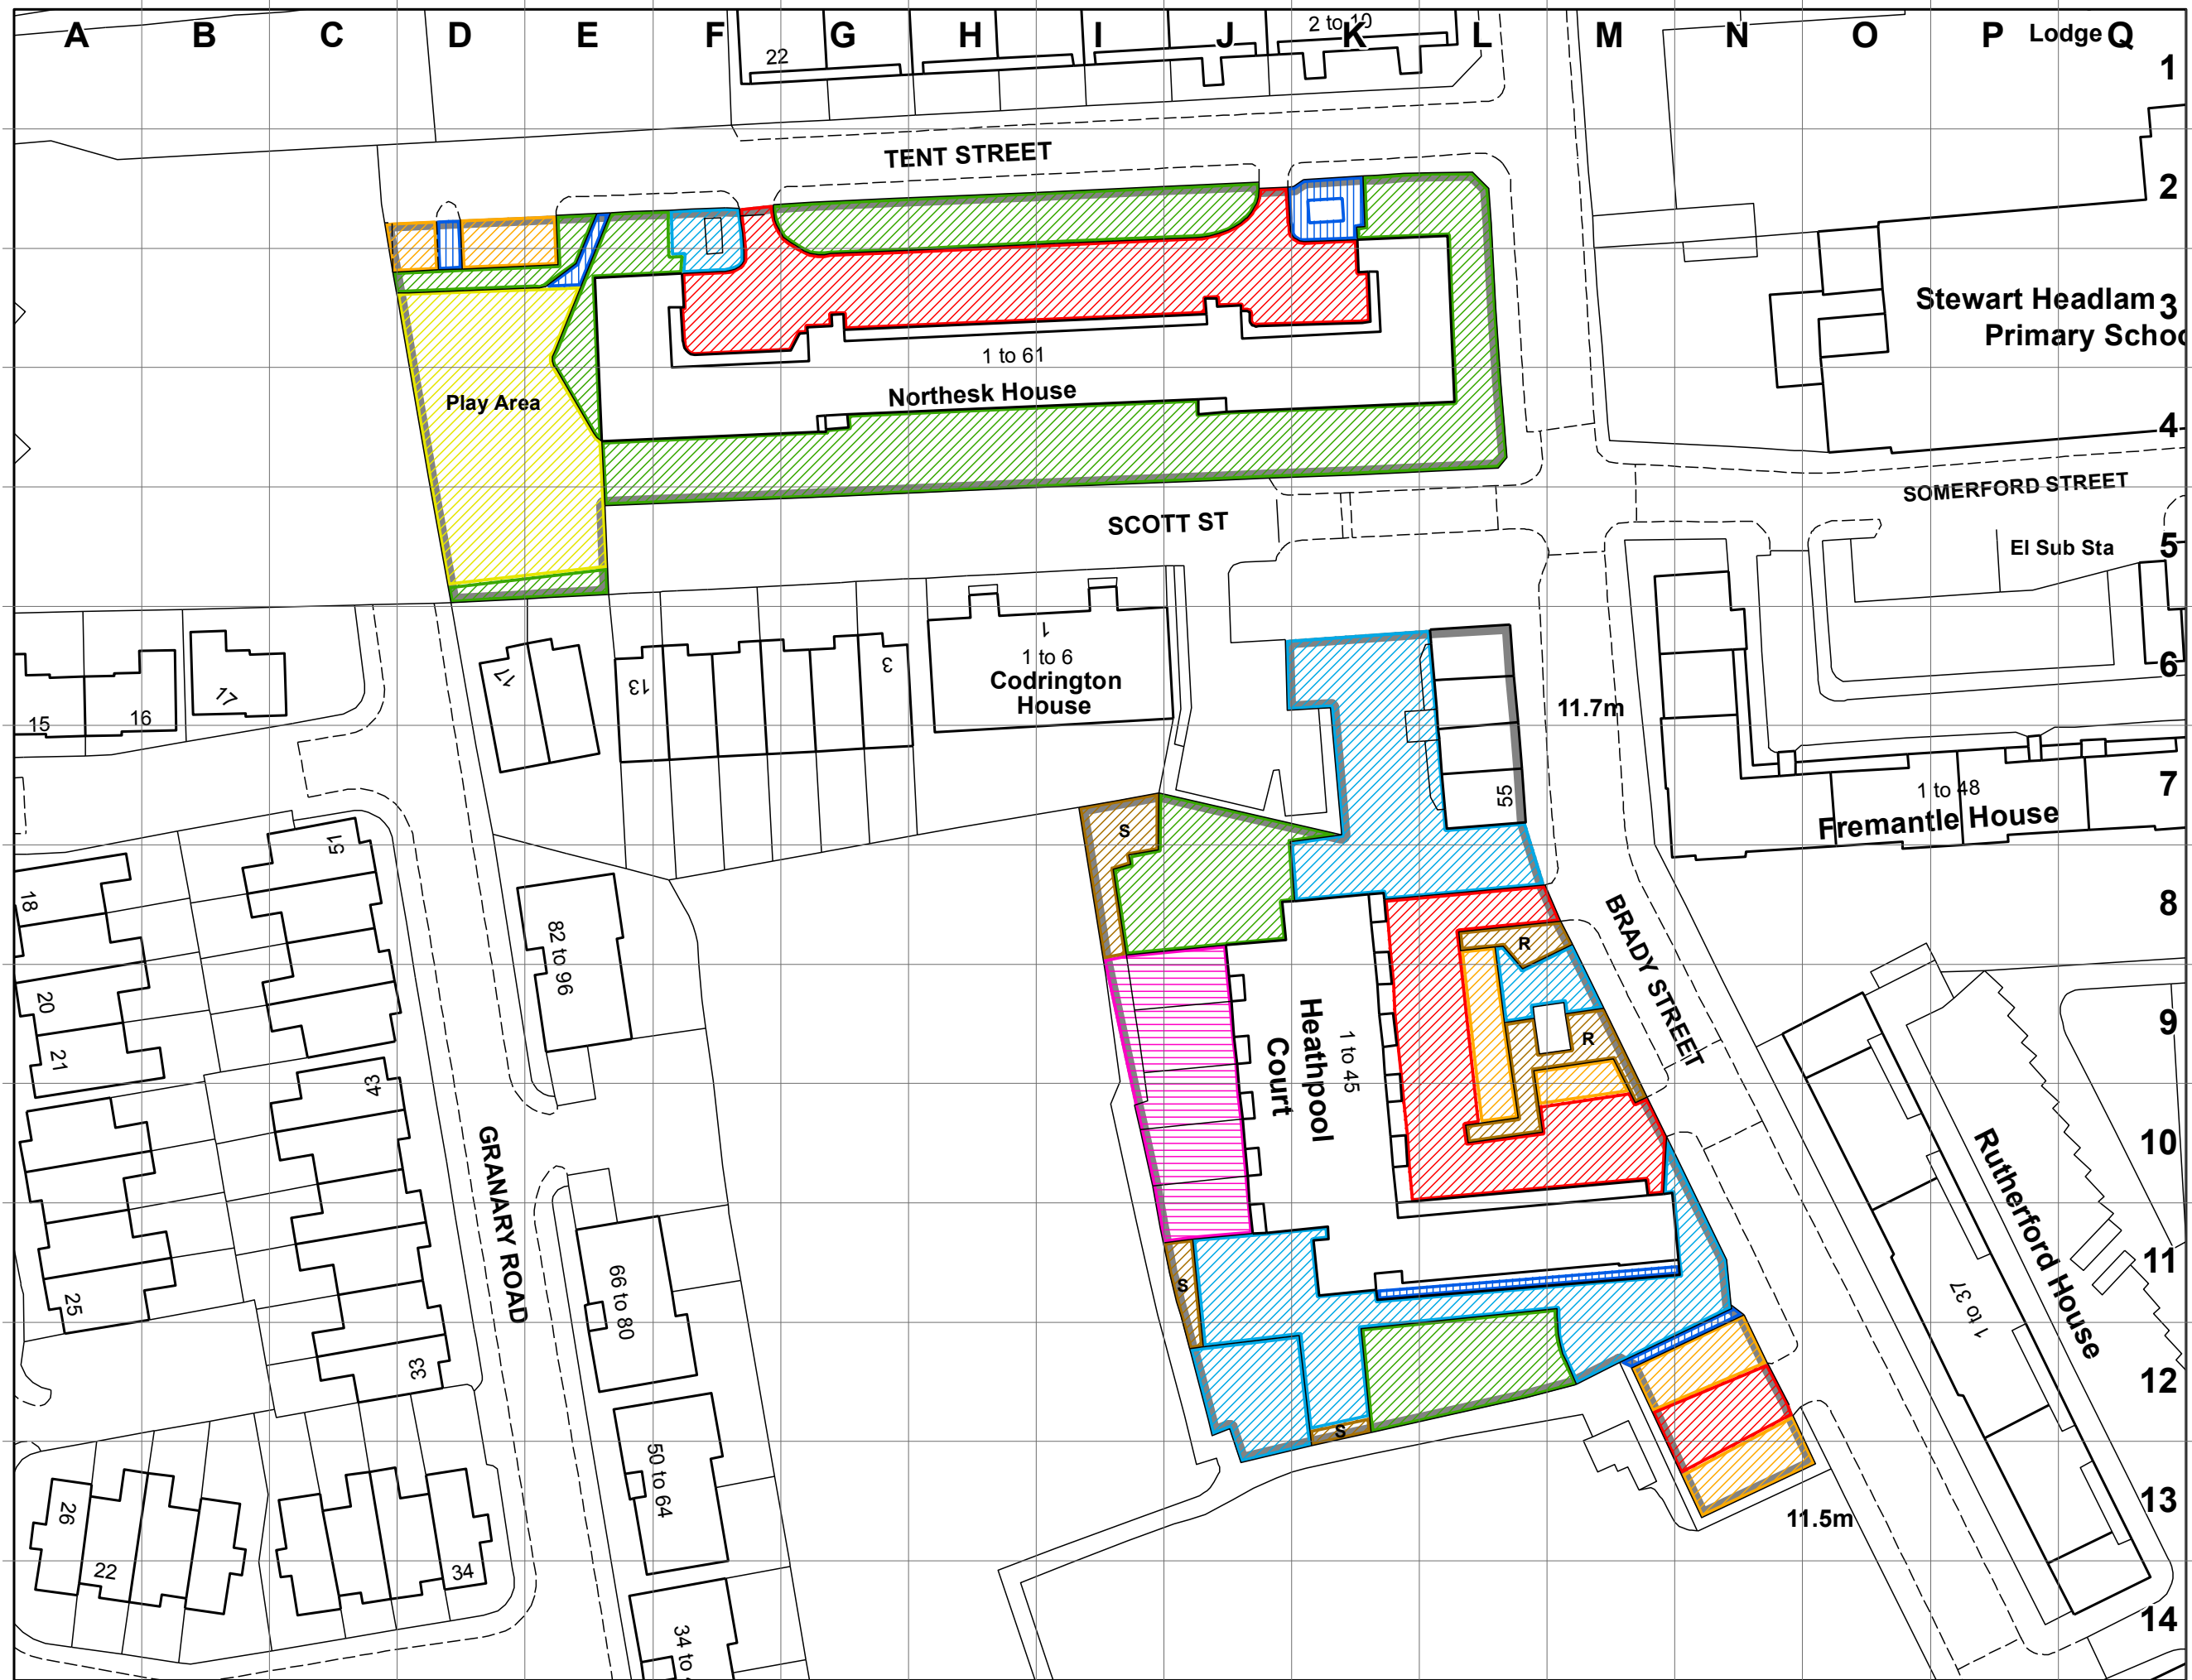 A B C D E F G H I J K L M N O P Lodge Q
22
2 to 10
1
TENT STREET
2
Stewart Headlam
Primary Schoo
3
1 to 61
Northesk House
Play Area
4
SOMERFORD STREET
SCOTT ST
El Sub Sta
5
1
1 to 6
Codrington
House
3
13
17
17
16
15
6
11.7m
55
7
1 to 48
Fremantle House
S
51
18
8
82 to 96
R
BRADY STREET
20
21
9
Heathpool
Court
1 to 45
R
43
10
GRANARY ROAD
Rutherford House
11
S
66 to 80
25
1 to 37
33
12
S
50 to 64
26
13
11.5m
22
34
34 to
14